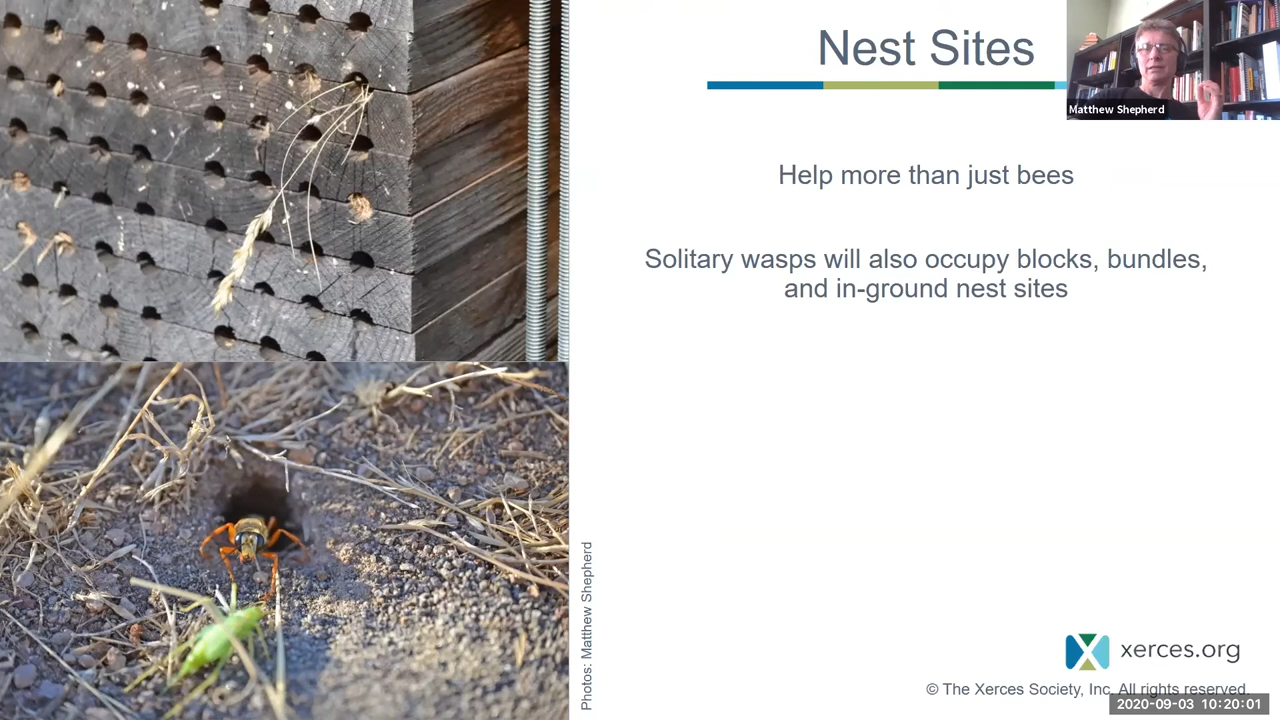 Nest Sites
Matthew Shepherd
Help more than just bees
Solitary wasps will also occupy blocks, bundles,
and in-ground nest sites
Photos: Matthew Shepherd
xerces.org
© The Xerces Society, Inc. All rights reserved.
2020-09-03 10:20:01